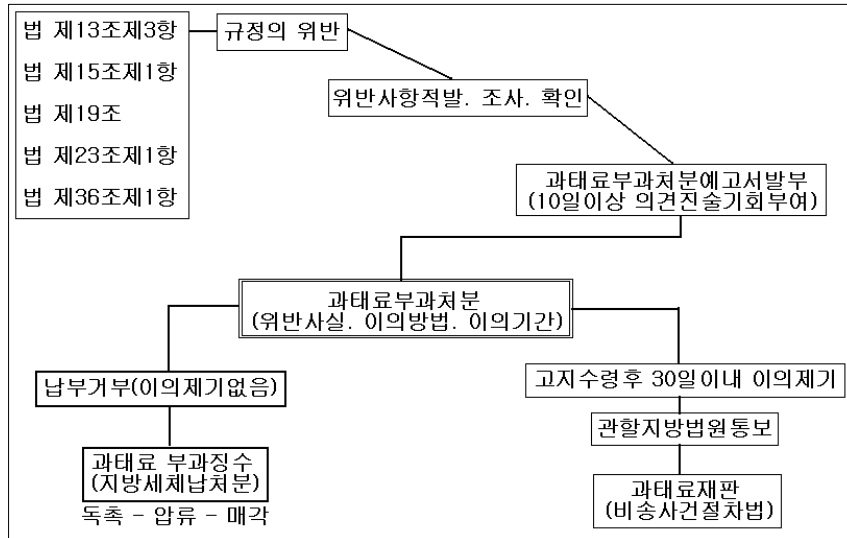 법 제13조제3항
법 제15조제1항
법 제19조
법 제23조제1항
법 제36조제1항
규정의 위반
위반사항적발. 조사. 확인
과태료부과처분예고서발부
(10일이상 의견진술기회부여)
과태료부과처분
(위반사실. 이의방법. 이의기간)
납부거부(이의제기없음)
과태료 부과징수
(지방세체납처분)
독촉 - 압류 - 매각
고지수령후 30일이내 이의제기
관할지방법원통보
과태료재판
(비송사건절차법)